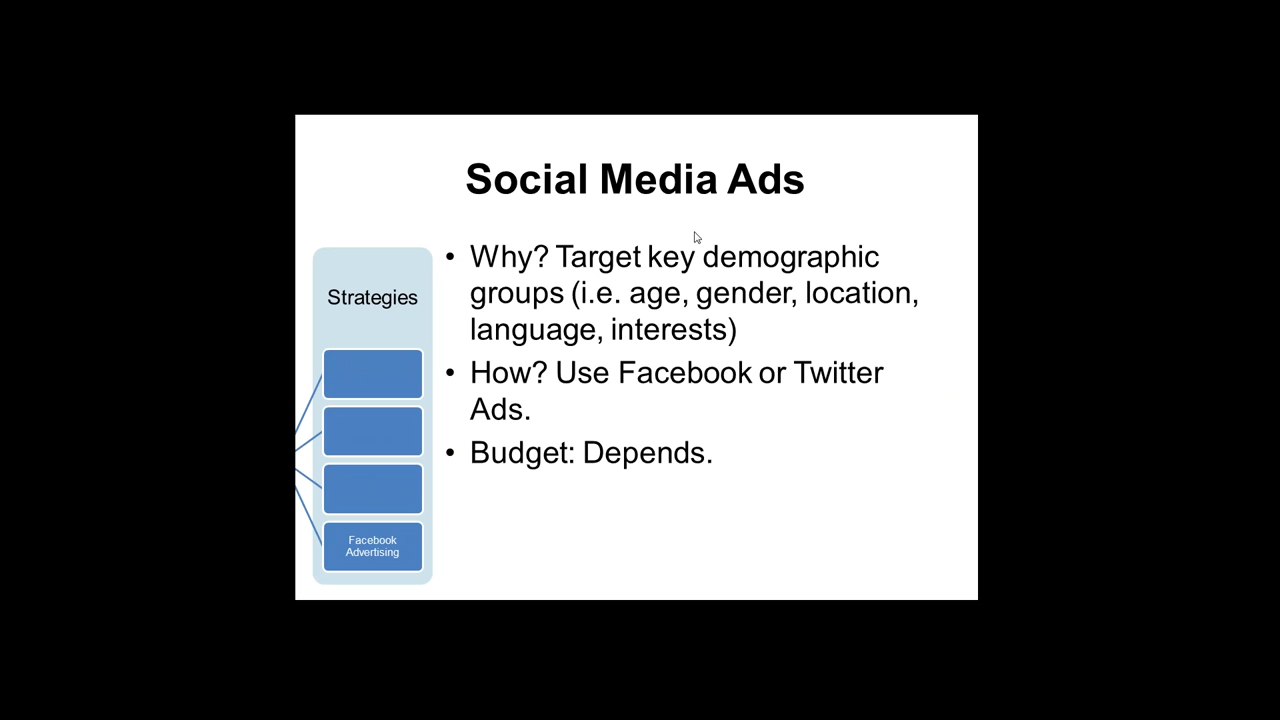 Social Media Ads
Strategies
Facebook
Advertising
• Why? Target key demographic
groups (i.e. age, gender, location,
language, interests)
• How? Use Facebook or Twitter
Ads.
• Budget: Depends.